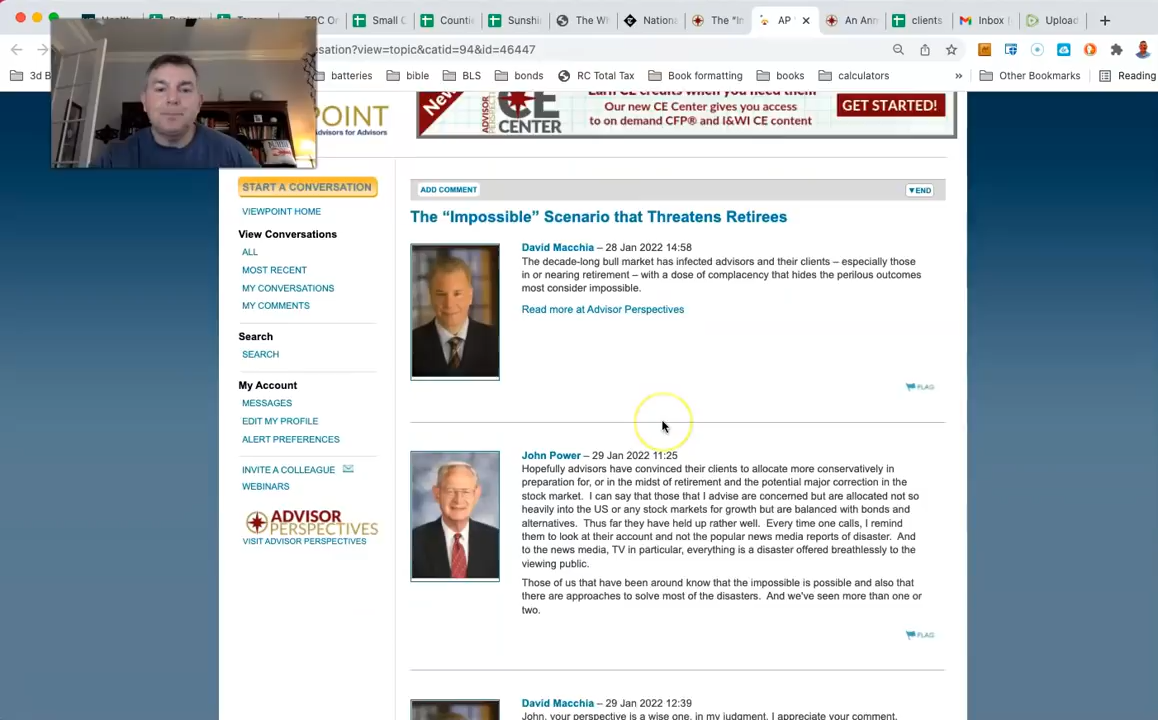 Small C
Countie
Sunshin
The Wh
Nationa
The "In
AP
An Ann
clients
Inbox
Upload
esation?view=topic&catid=94&id=46447
3d B
batteries
bible
BLS
bonds
RC Total Tax
Book formatting
books
calculators
»
Other Bookmarks
Reading
POINT
Advisors for Advisors
New
ADVISOR
PERSPECTIVES
CE
CENTER
Earn CE credits when you need them
Our new CE Center gives you access
to on demand CFP® and I&WI CE content
GET STARTED!
START A CONVERSATION
VIEWPOINT HOME
View Conversations
ALL
MOST RECENT
MY CONVERSATIONS
MY COMMENTS
Search
SEARCH
My Account
MESSAGES
EDIT MY PROFILE
ALERT PREFERENCES
INVITE A COLLEAGUE
WEBINARS
ADVISOR
PERSPECTIVES
VISIT ADVISOR PERSPECTIVES
ADD COMMENT
▼END
The “Impossible” Scenario that Threatens Retirees
David Macchia – 28 Jan 2022 14:58
The decade-long bull market has infected advisors and their clients – especially those
in or nearing retirement – with a dose of complacency that hides the perilous outcomes
most consider impossible.
Read more at Advisor Perspectives
FLAG
John Power – 29 Jan 2022 11:25
Hopefully advisors have convinced their clients to allocate more conservatively in
preparation for, or in the midst of retirement and the potential major correction in the
stock market. I can say that those that I advise are concerned but are allocated not so
heavily into the US or any stock markets for growth but are balanced with bonds and
alternatives. Thus far they have held up rather well. Every time one calls, I remind
them to look at their account and not the popular news media reports of disaster. And
to the news media, TV in particular, everything is a disaster offered breathlessly to the
viewing public.
Those of us that have been around know that the impossible is possible and also that
there are approaches to solve most of the disasters. And we've seen more than one or
two.
FLAG
David Macchia – 29 Jan 2022 12:39
John, your perspective is a wise one, in my judgment. I appreciate your comment.